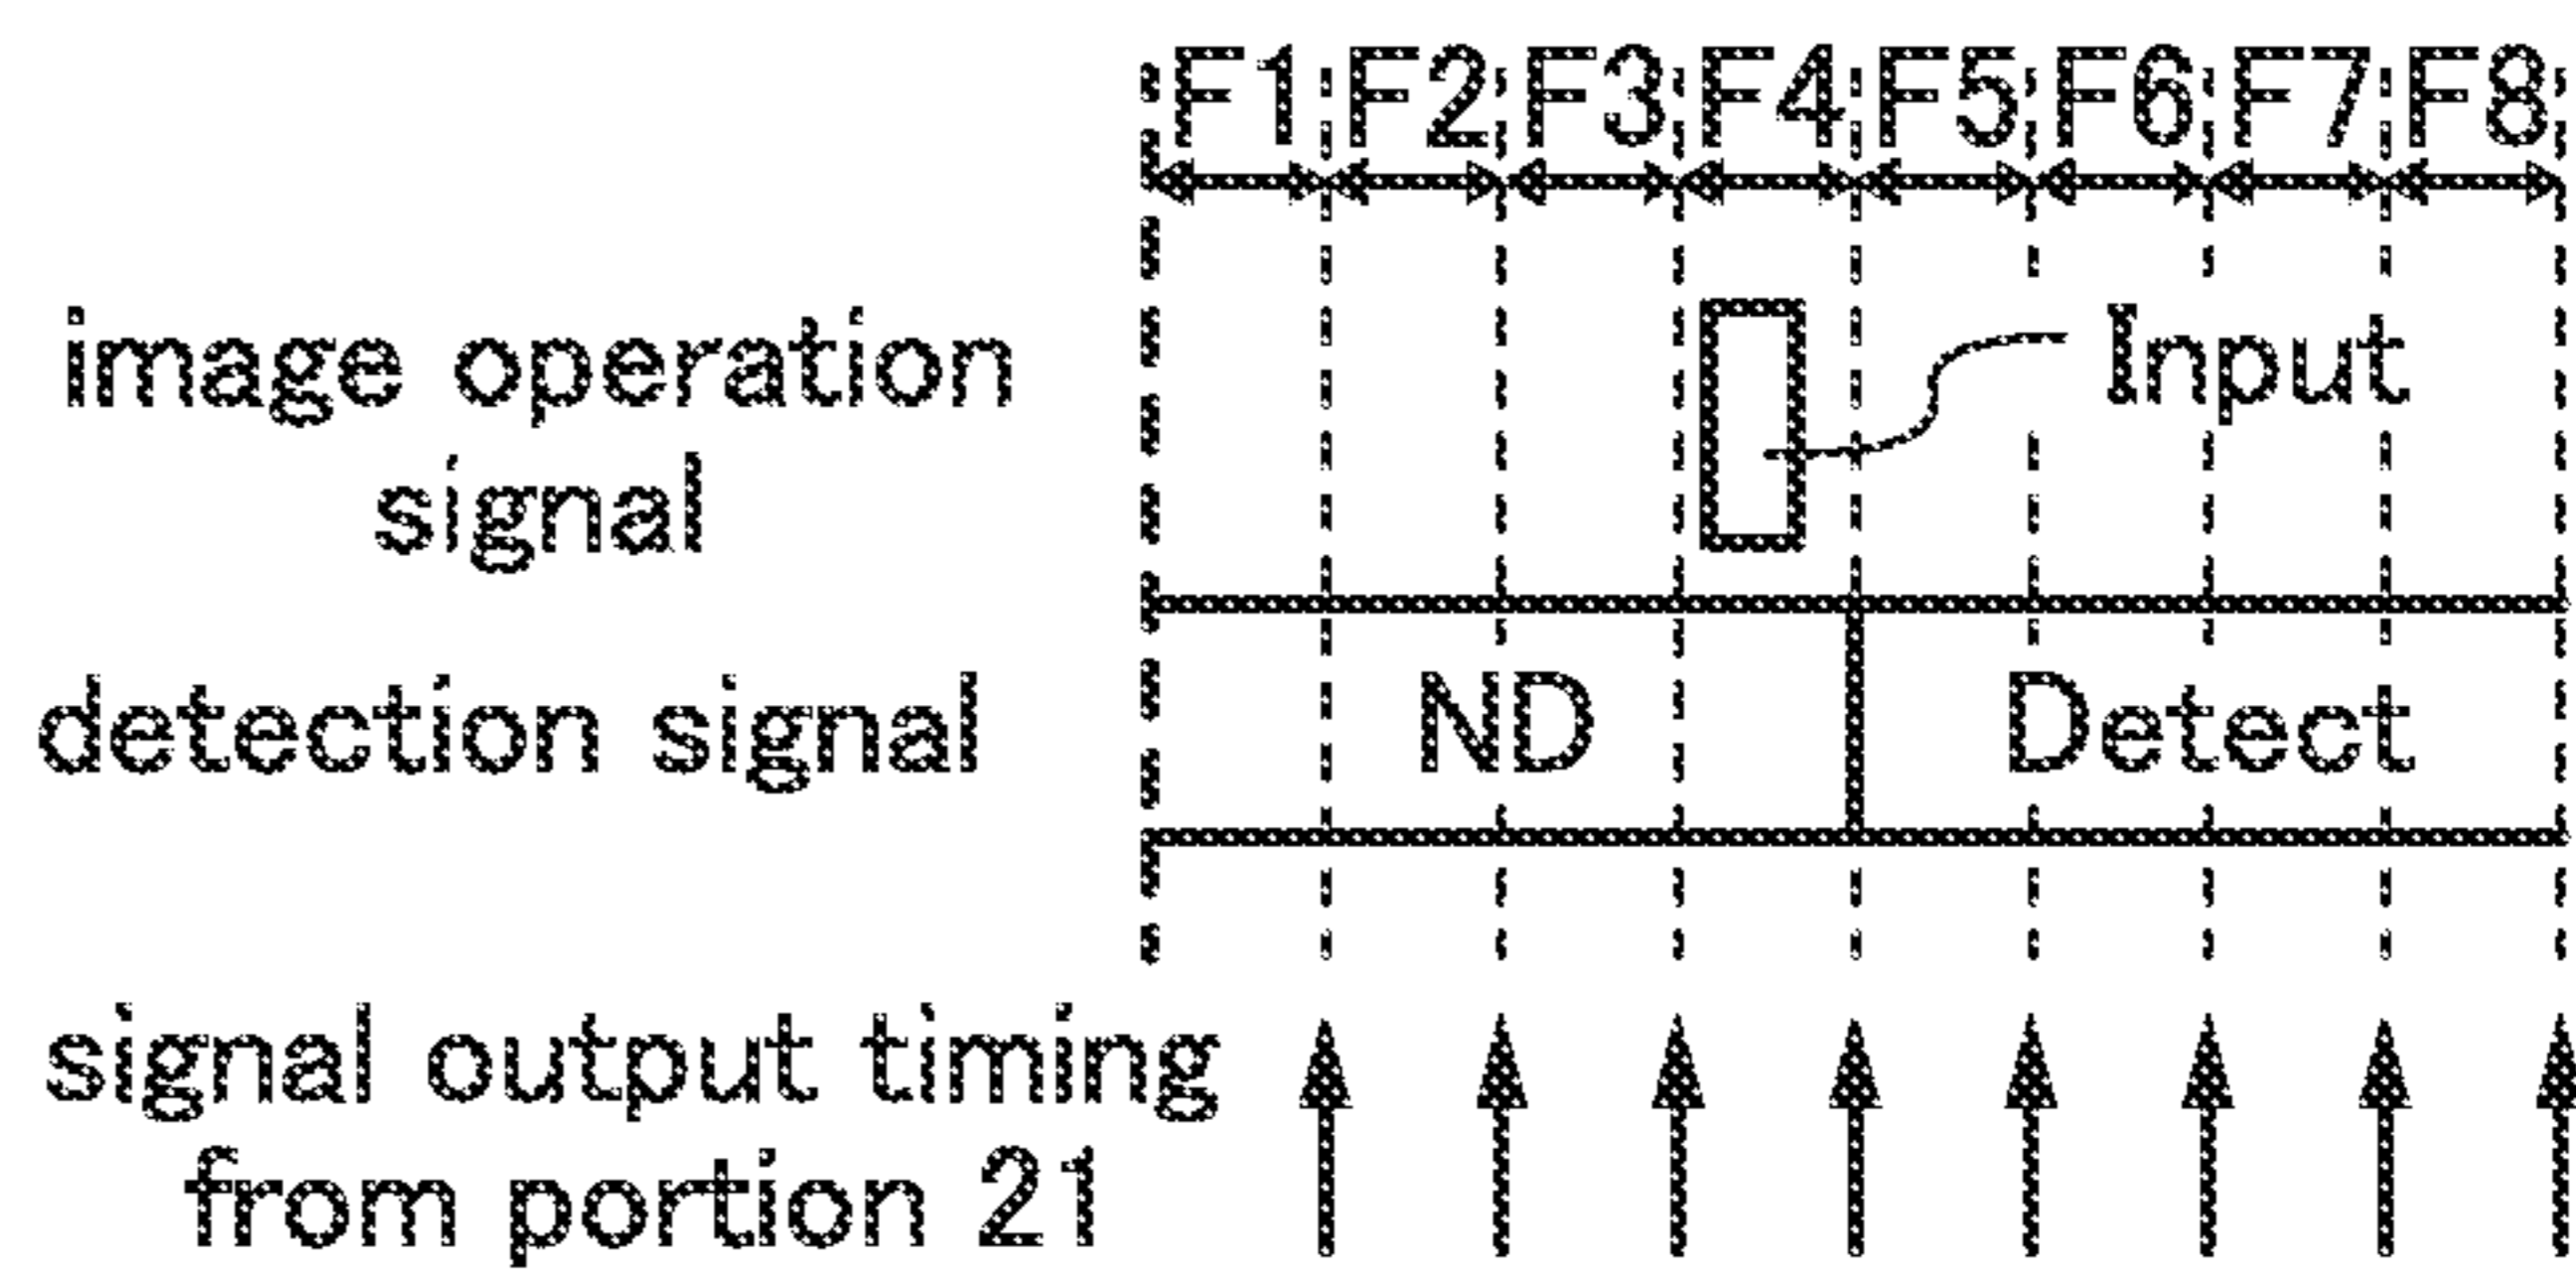 F1 F2 F3 F4 F5 F6 F7 F8
image operation
signal
Input
detection signal
ND
Detect
signal output timing
from portion 21